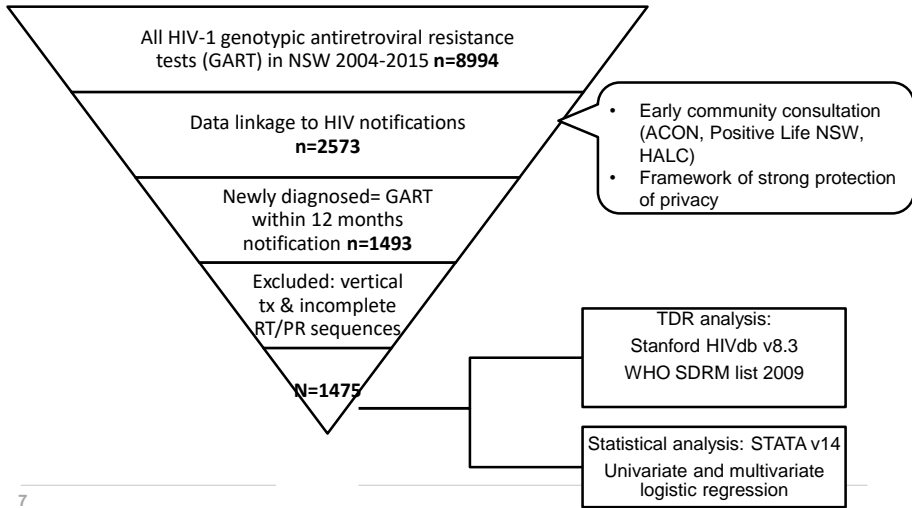 All HIV-1 genotypic antiretroviral resistance
tests (GART) in NSW 2004-2015 n=8994
Data linkage to HIV notifications
n=2573
• Early community consultation
(ACON, Positive Life NSW,
HALC)
• Framework of strong protection
of privacy
Newly diagnosed= GART
within 12 months
notification n=1493
Excluded: vertical
tx & incomplete
RT/PR sequences
N=1475
TDR analysis:
Stanford HIVdb v8.3
WHO SDRM list 2009
Statistical analysis: STATA v14
Univariate and multivariate
logistic regression
7